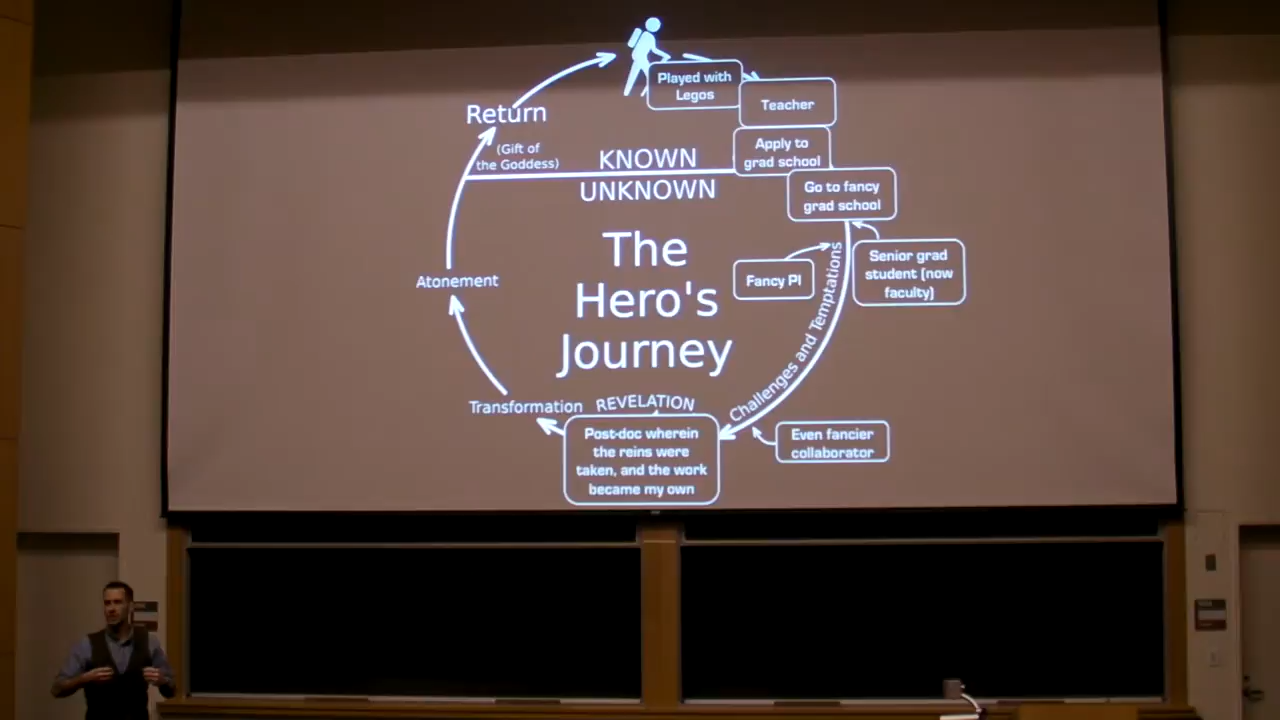 Played with
Legos
Teacher
Return
(Gift of
the Goddess)
KNOWN
Apply to
grad school
UNKNOWN
Go to fancy
grad school
The
Hero's
Journey
Fancy PI
Senior grad
student (now
faculty)
Atonement
Challenges and Temptations
Transformation
REVELATION
Post-doc wherein
the reins were
taken, and the work
became my own
Even fancier
collaborator